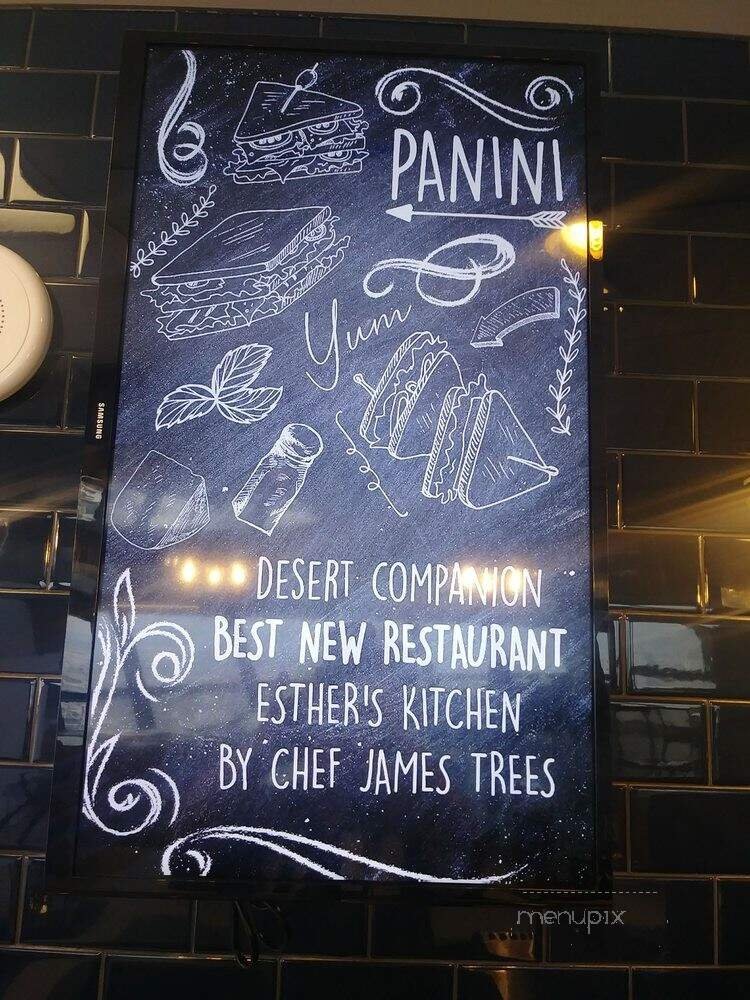 PANINI
Yum
SAMSUNG
DESERT COMPANION
BEST NEW RESTAURANT
ESTHER'S KITCHEN
BY CHEF JAMES TREES
menupix